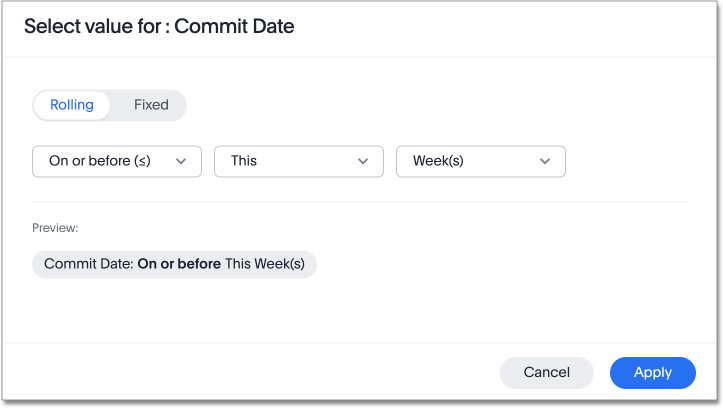 Select value for : Commit Date
Rolling Fixed
On or before (≤) This Week(s)
Preview:
Commit Date: On or before This Week(s)
Cancel Apply